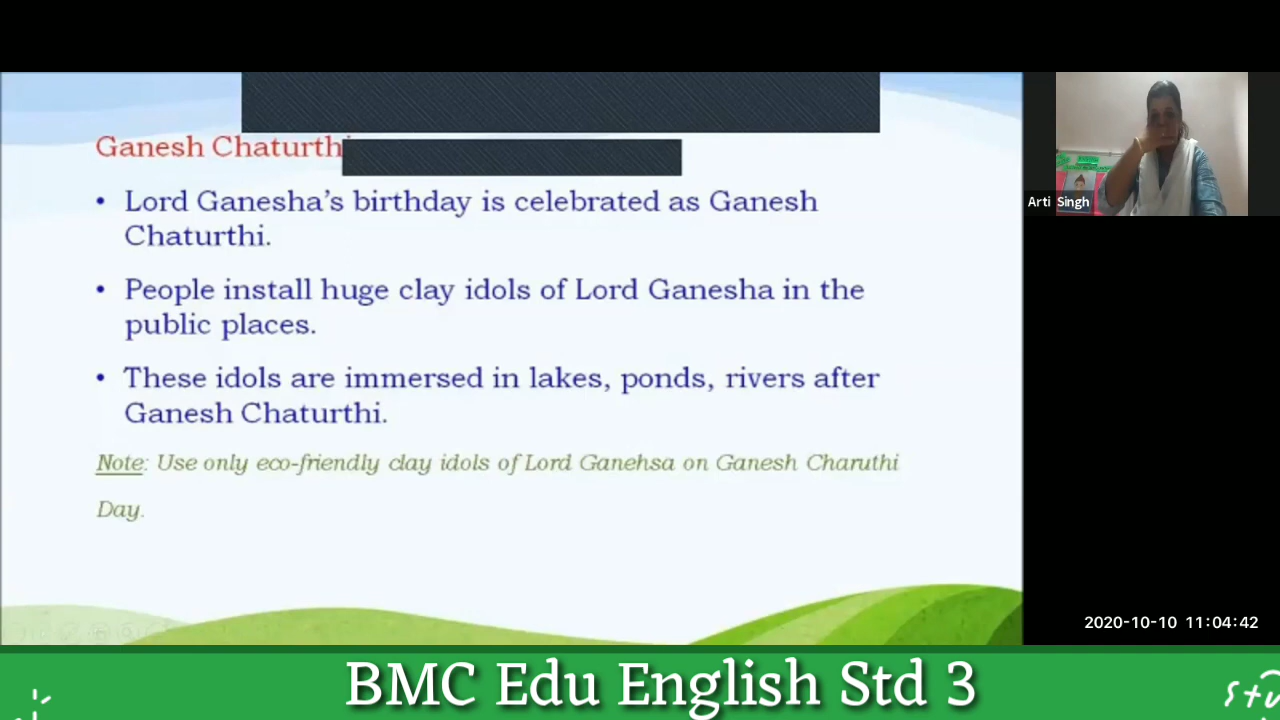 Ganesh Chaturthi
• Lord Ganesha's birthday is celebrated as Ganesh
Chaturthi.
• People install huge clay idols of Lord Ganesha in the
public places.
• These idols are immersed in lakes, ponds, rivers after
Ganesh Chaturthi.
Note: Use only eco-friendly clay idols of Lord Ganehsa on Ganesh Charuthi
Day.
Arti Singh
2020-10-10 11:04:42
BMC Edu English Std 3